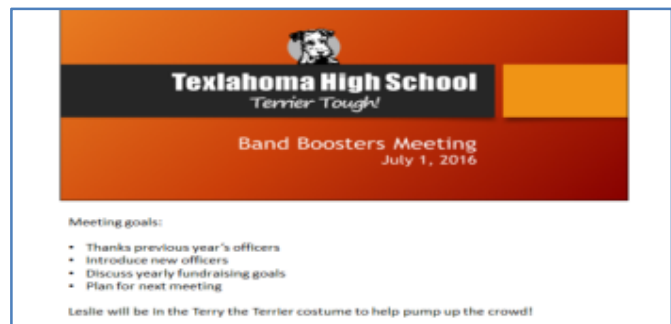 Texlahoma High School
Terrier Tough!
Band Boosters Meeting
July 1, 2016
Meeting goals:
• Thanks previous year's officers
• Introduce new officers
• Discuss yearly fundraising goals
• Plan for next meeting
Leslie will be in the Terry the Terrier costume to help pump up the crowd!